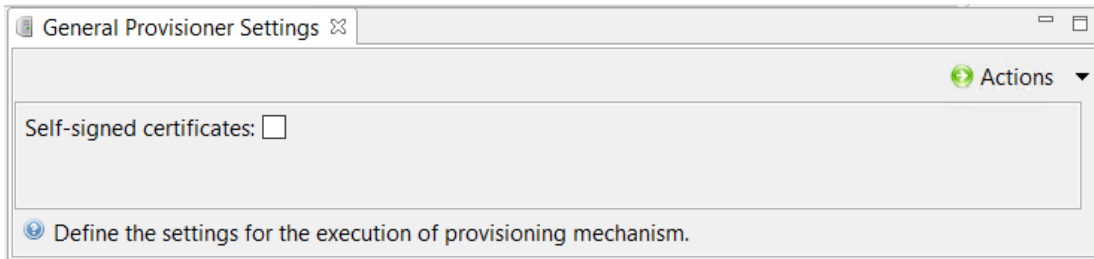 General Provisioner Settings
Actions
Self-signed certificates:
Define the settings for the execution of provisioning mechanism.